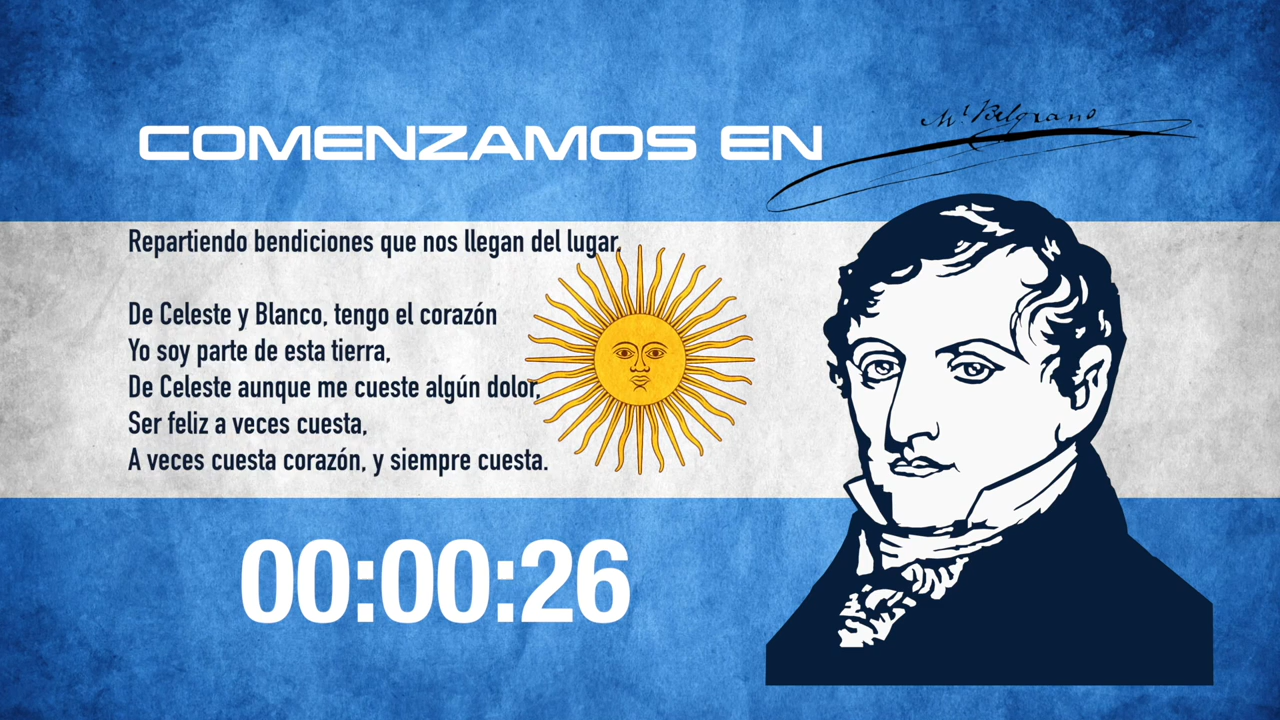 COMENZAMOS EN
Ml Belgrano
Repartiendo bendiciones que nos llegan del lugar.
De Celeste y Blanco, tengo el corazón
Yo soy parte de esta tierra,
De Celeste aunque me cueste algún dolor,
Ser feliz a veces cuesta,
A veces cuesta corazón, y siempre cuesta.
00:00:26